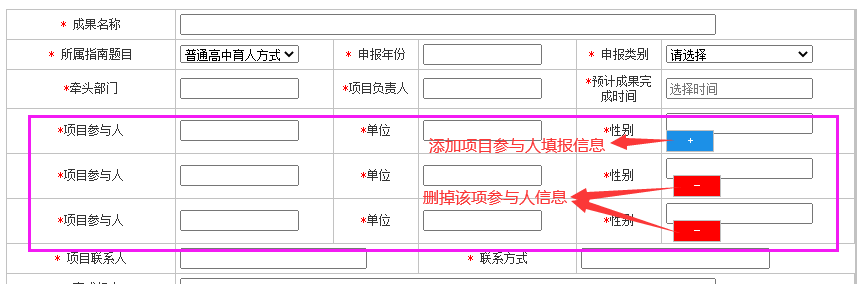 * 成果名称
* 所属指南题目 普通高中育人方式 * 申报年份 * 申报类别 请选择
*牵头部门 *项目负责人 *预计成果完成时间 选择时间
*项目参与人 *单位 *性别 +
添加项目参与人填报信息
*项目参与人 *单位 *性别 −
删掉该项参与人信息
*项目参与人 *单位 *性别 −
* 项目联系人 * 联系方式